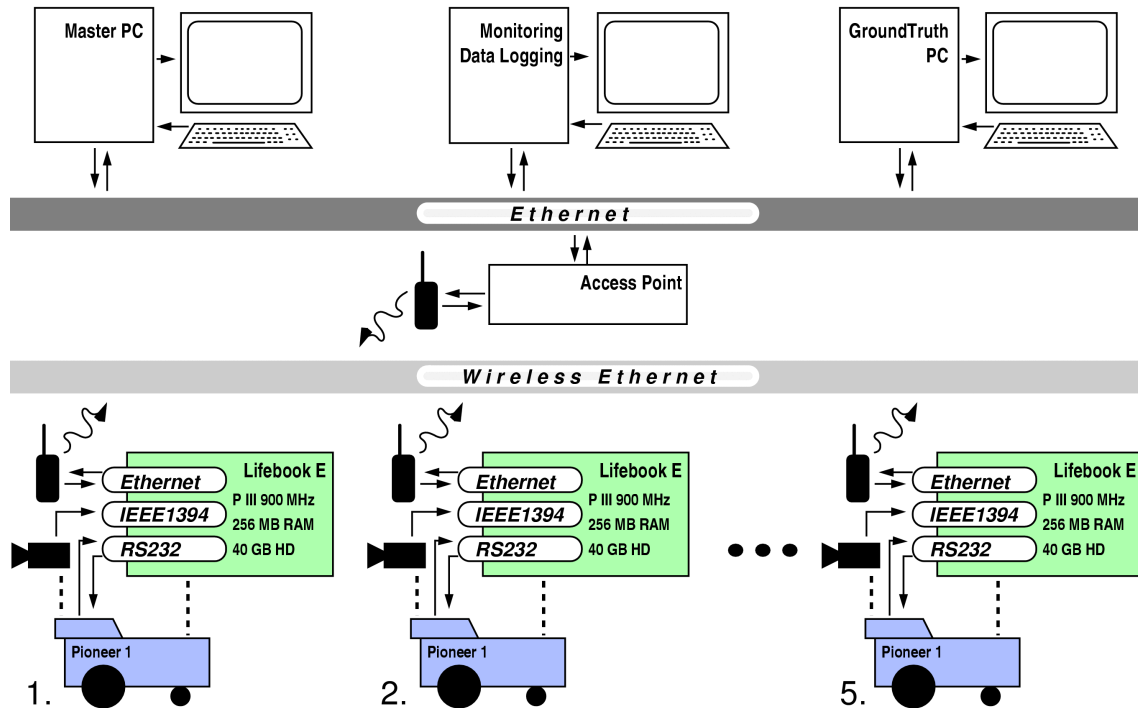 Master PC
Monitoring
Data Logging
GroundTruth
PC
Ethernet
Access Point
Wireless Ethernet
Lifebook E
Ethernet
P III 900 MHz
IEEE1394
256 MB RAM
RS232
40 GB HD
Pioneer 1
1.
Lifebook E
Ethernet
P III 900 MHz
IEEE1394
256 MB RAM
RS232
40 GB HD
Pioneer 1
2.
Lifebook E
Ethernet
P III 900 MHz
IEEE1394
256 MB RAM
RS232
40 GB HD
Pioneer 1
5.